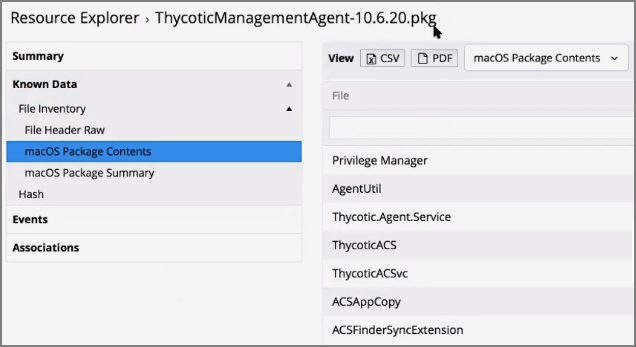 Resource Explorer › ThycoticManagementAgent-10.6.20.pkg
Summary
Known Data
File Inventory
File Header Raw
macOS Package Contents
macOS Package Summary
Hash
Events
Associations
View CSV PDF macOS Package Contents
File
Privilege Manager
AgentUtil
Thycotic.Agent.Service
ThycoticACS
ThycoticACSvc
ACSAppCopy
ACSFinderSyncExtension